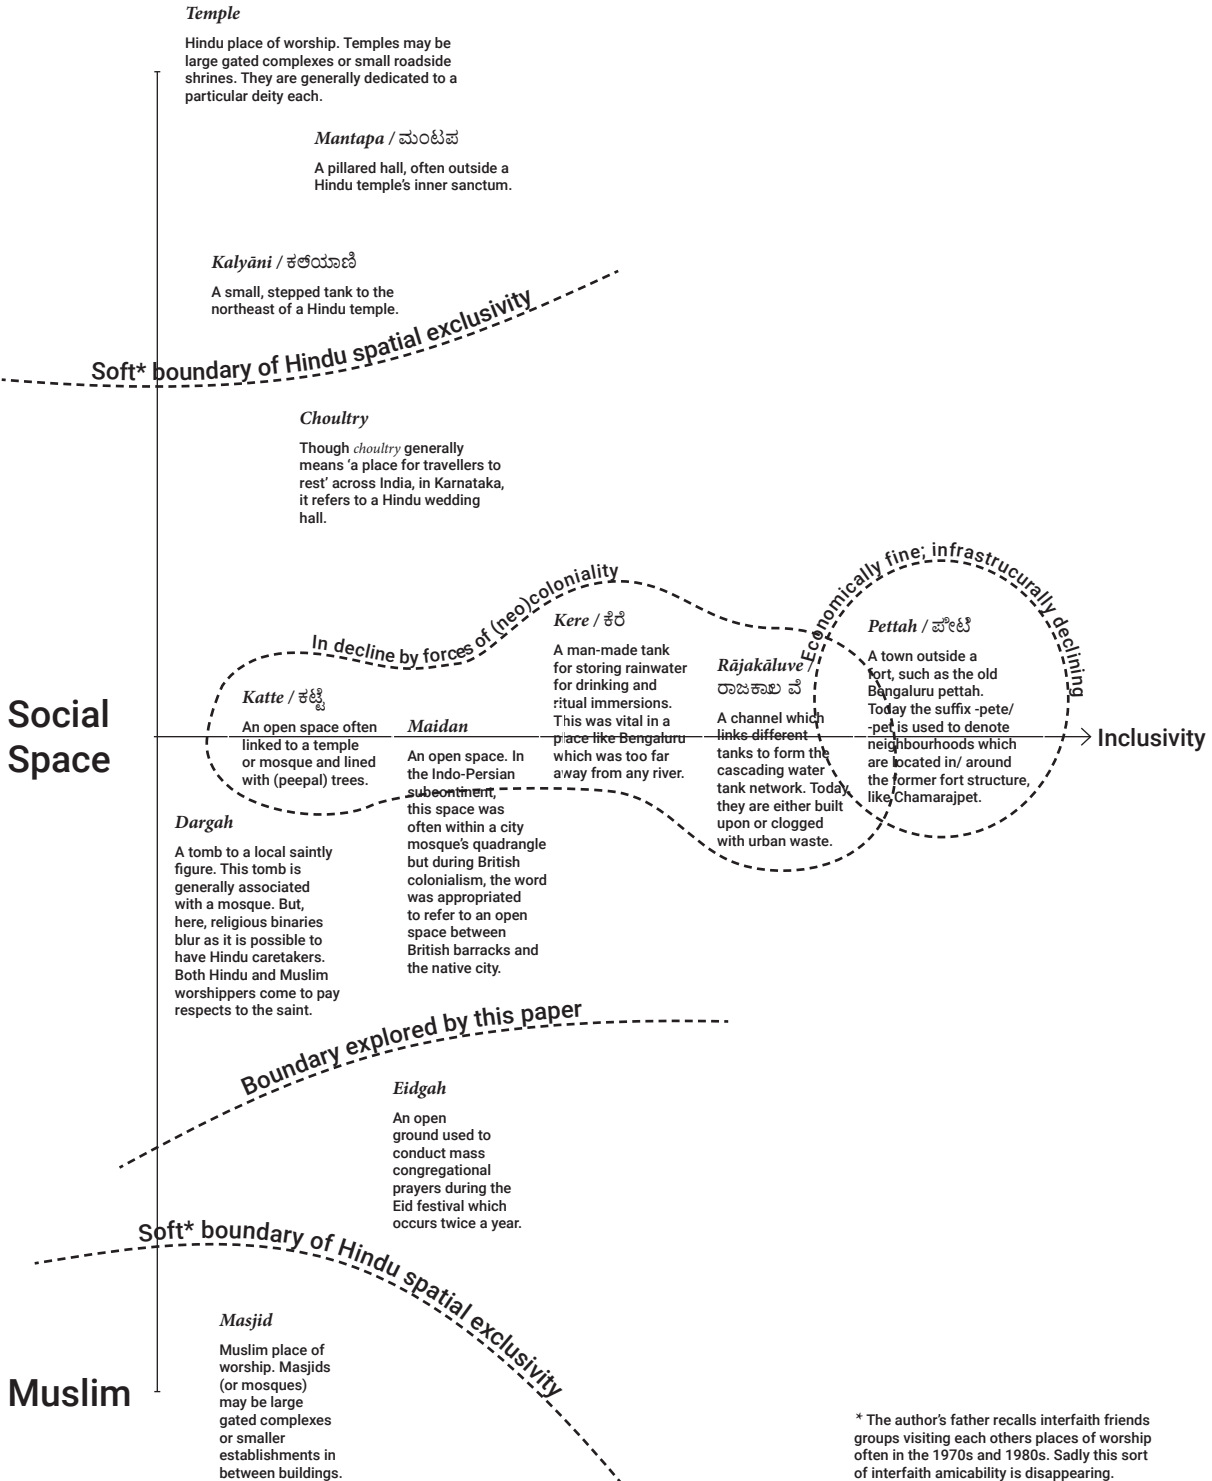 Temple
Hindu place of worship. Temples may be
large gated complexes or small roadside
shrines. They are generally dedicated to a
particular deity each.
Mantapa / ಮಂಟಪ
A pillared hall, often outside a
Hindu temple's inner sanctum.
Kalyāni / ಕಲೆಯಾಣಿ
A small, stepped tank to the
northeast of a Hindu temple.
Soft* boundary of Hindu spatial exclusivity
Choultry
Though choultry generally
means 'a place for travellers to
rest' across India, in Karnataka,
it refers to a Hindu wedding
hall.
In decline by forces of (neo)coloniality
Economically fine; infrastrucurally declining
Social
Space
Inclusivity
Katte / ಕಟ್ಟೆ
An open space often
linked to a temple
or mosque and lined
with (peepal) trees.
Maidan
An open space. In
the Indo-Persian
subcontinent,
this space was
often within a city
mosque's quadrangle
but during British
colonialism, the word
was appropriated
to refer to an open
space between
British barracks and
the native city.
Kere / ಕೆರೆ
A man-made tank
for storing rainwater
for drinking and
ritual immersions.
This was vital in a
place like Bengaluru
which was too far
away from any river.
Rājakāluve /
ರಾಜಕಾಲು ವೆ
A channel which
links different
tanks to form the
cascading water
tank network. Today,
they are either built
upon or clogged
with urban waste.
Pettah / ಪೇಟೆ
A town outside a
fort, such as the old
Bengaluru pettah.
Today the suffix -pete/
-pet is used to denote
neighbourhoods which
are located in/ around
the former fort structure,
like Chamarajpet.
Dargah
A tomb to a local saintly
figure. This tomb is
generally associated
with a mosque. But,
here, religious binaries
blur as it is possible to
have Hindu caretakers.
Both Hindu and Muslim
worshippers come to pay
respects to the saint.
Boundary explored by this paper
Eidgah
An open
ground used to
conduct mass
congregational
prayers during the
Eid festival which
occurs twice a year.
Soft* boundary of Hindu spatial exclusivity
Masjid
Muslim place of
worship. Masjids
(or mosques)
may be large
gated complexes
or smaller
establishments in
between buildings.
Muslim
* The author's father recalls interfaith friends
groups visiting each others places of worship
often in the 1970s and 1980s. Sadly this sort
of interfaith amicability is disappearing.